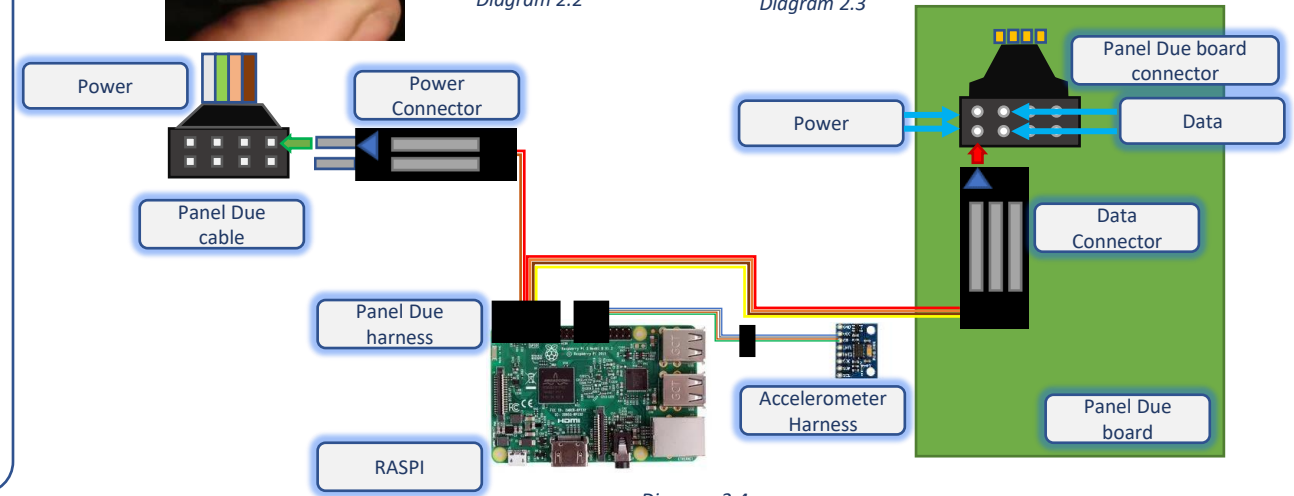 Diagram 2.2
Diagram 2.3
Power
Power
Connector
Panel Due board
connector
Power
Data
Panel Due
cable
Data
Connector
Panel Due
harness
Accelerometer
Harness
Panel Due
board
RASPI
HDMI